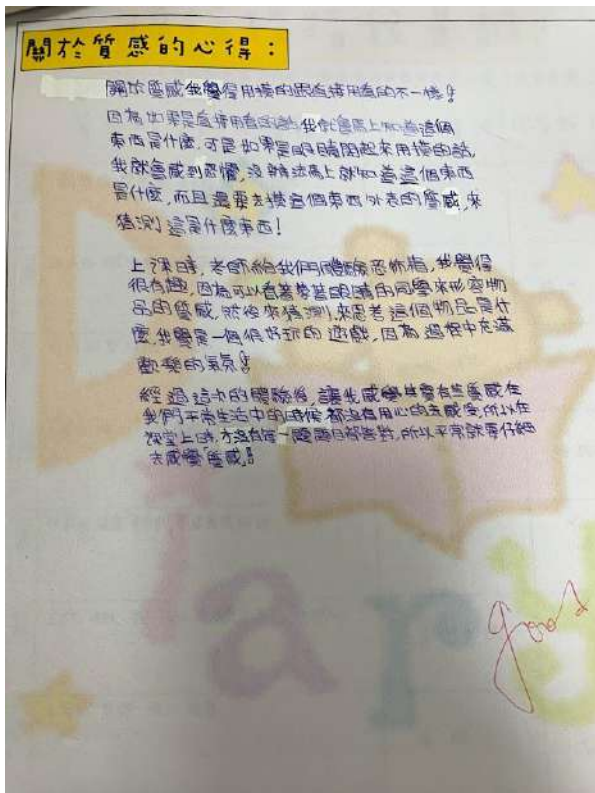 關於質感的心得：
關於質感我覺得用摸的跟直接用看的不一樣！
因為如果是直接用看的話我就會馬上知道這個
東西是什麼，可是如果是眼睛閉起來用摸的話，
我就會感到恐懼，沒辦法馬上就知道這個東西
是什麼，而且還要去摸這個東西外表的質感，來
猜測這是什麼東西！
上課時，老師給我們體驗恐怖箱，我覺得
很有趣，因為可以看著矇著眼睛的同學來形容物
品的質感，然後來猜測，來思考這個物品是什
麼，我覺是一個很好玩的遊戲，因為過程中充滿
歡樂的氣氛！
經過這次的體驗後，讓我感覺其實有些質感在
我們平常生活中的時候都沒有用心的去感受，所以在
課堂上時，才沒有每一題題目都答對，所以平常就要仔細
去感覺「質感」！
good